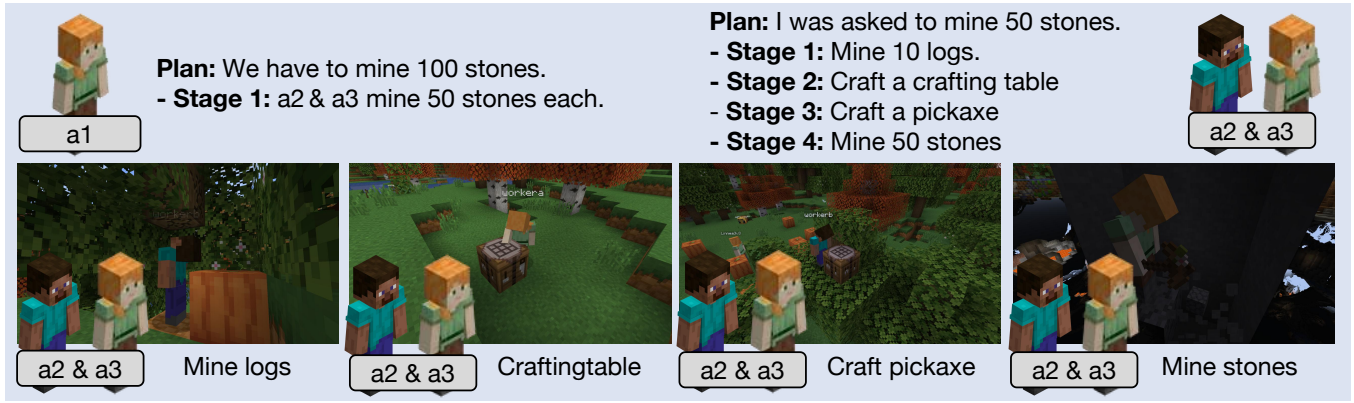 Plan: We have to mine 100 stones.
- Stage 1: a2 & a3 mine 50 stones each.
a1
Plan: I was asked to mine 50 stones.
- Stage 1: Mine 10 logs.
- Stage 2: Craft a crafting table
- Stage 3: Craft a pickaxe
- Stage 4: Mine 50 stones
a2 & a3
workera
workerb
a2 & a3
Mine logs
a2 & a3
Craftingtable
a2 & a3
Craft pickaxe
a2 & a3
Mine stones